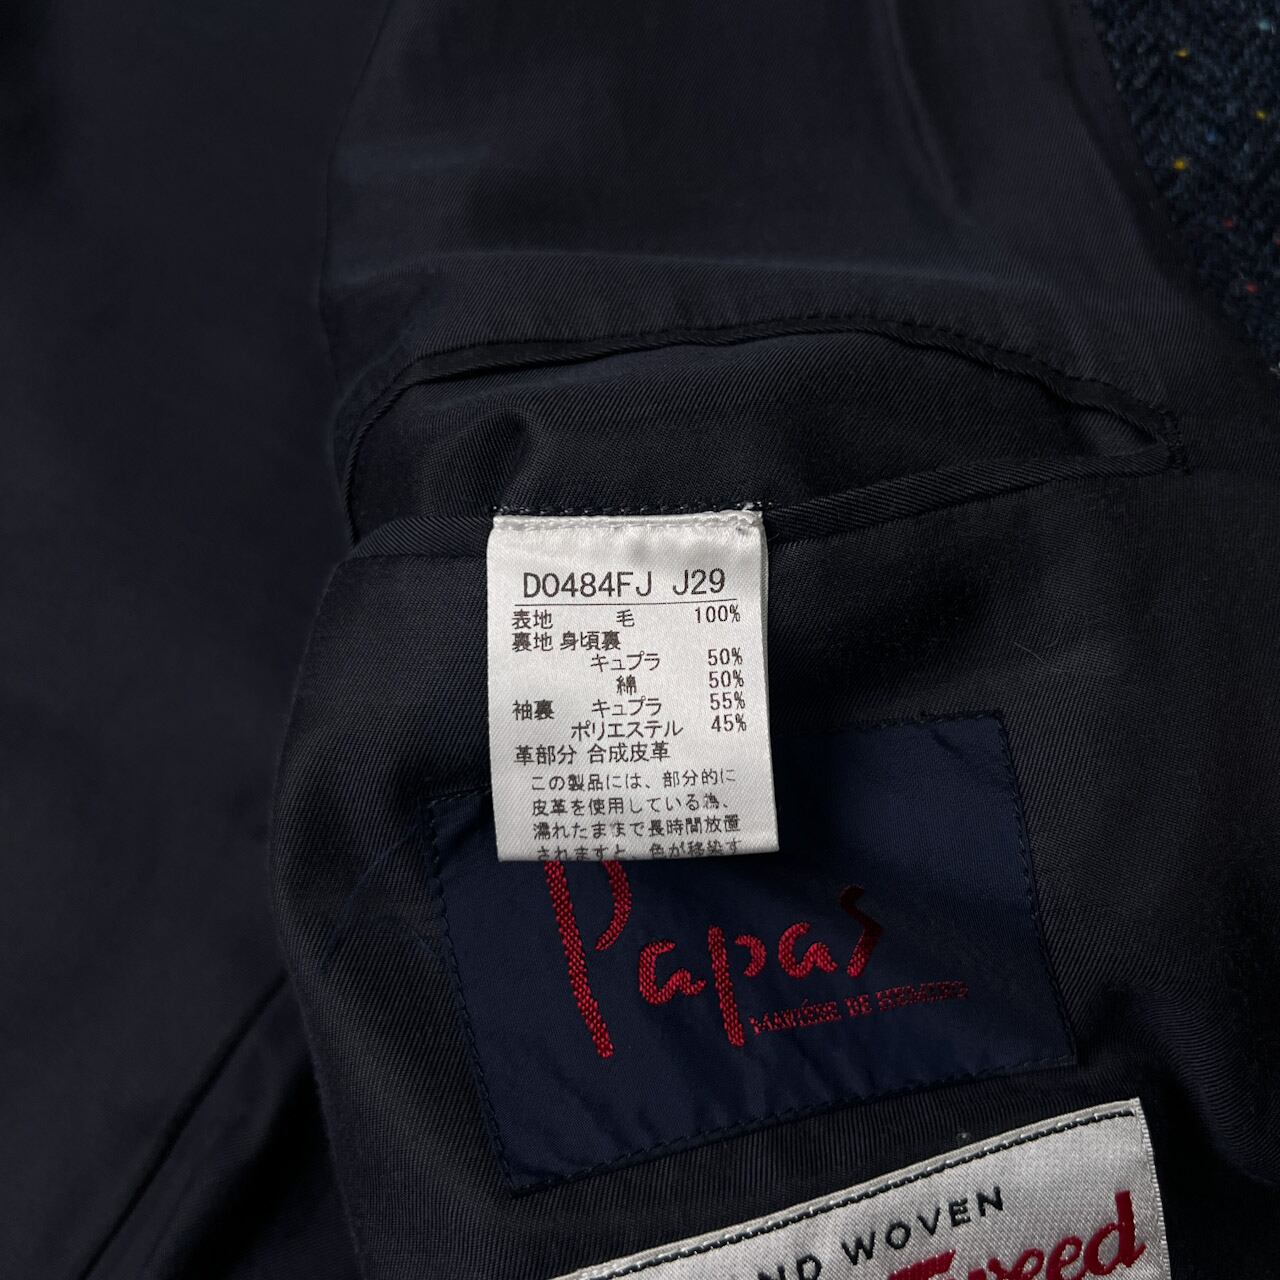 DO484FJ J29
表地 毛 100%
裏地 身頃裏
キュプラ 50%
綿 50%
袖裏 キュプラ 55%
ポリエステル 45%
革部分 合成皮革
この製品には、部分的に
皮革を使用している為、
濡れたままで長時間放置
されますと、色が移染す
Papas
MANIÈRE DE
ND WOVEN
Tweed